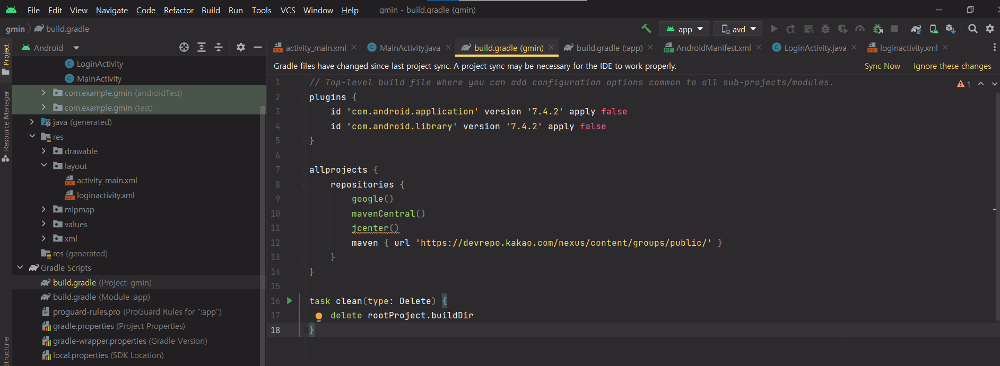 File Edit View Navigate Code Refactor Build Run Tools VCS Window Help gmin - build.gradle (gmin)
gmin build.gradle app avd
Android activity_main.xml MainActivity.java build.gradle (gmin) build.gradle (:app) AndroidManifest.xml LoginActivity.java loginactivity.xml
Project
Resource Manager
Structure
LoginActivity
MainActivity
com.example.gmin (androidTest)
com.example.gmin (test)
java (generated)
res
drawable
layout
activity_main.xml
loginactivity.xml
mipmap
values
xml
res (generated)
Gradle Scripts
build.gradle (Project: gmin)
build.gradle (Module :app)
proguard-rules.pro (ProGuard Rules for ":app")
gradle.properties (Project Properties)
gradle-wrapper.properties (Gradle Version)
local.properties (SDK Location)
Gradle files have changed since last project sync. A project sync may be necessary for the IDE to work properly. Sync Now Ignore these changes
1 // Top-level build file where you can add configuration options common to all sub-projects/modules.
2 plugins {
3 id 'com.android.application' version '7.4.2' apply false
4 id 'com.android.library' version '7.4.2' apply false
5 }
6
7 allprojects {
8 repositories {
9 google()
10 mavenCentral()
11 jcenter()
12 maven { url 'https://devrepo.kakao.com/nexus/content/groups/public/' }
13 }
14 }
15
16 task clean(type: Delete) {
17 delete rootProject.buildDir
18 }
1